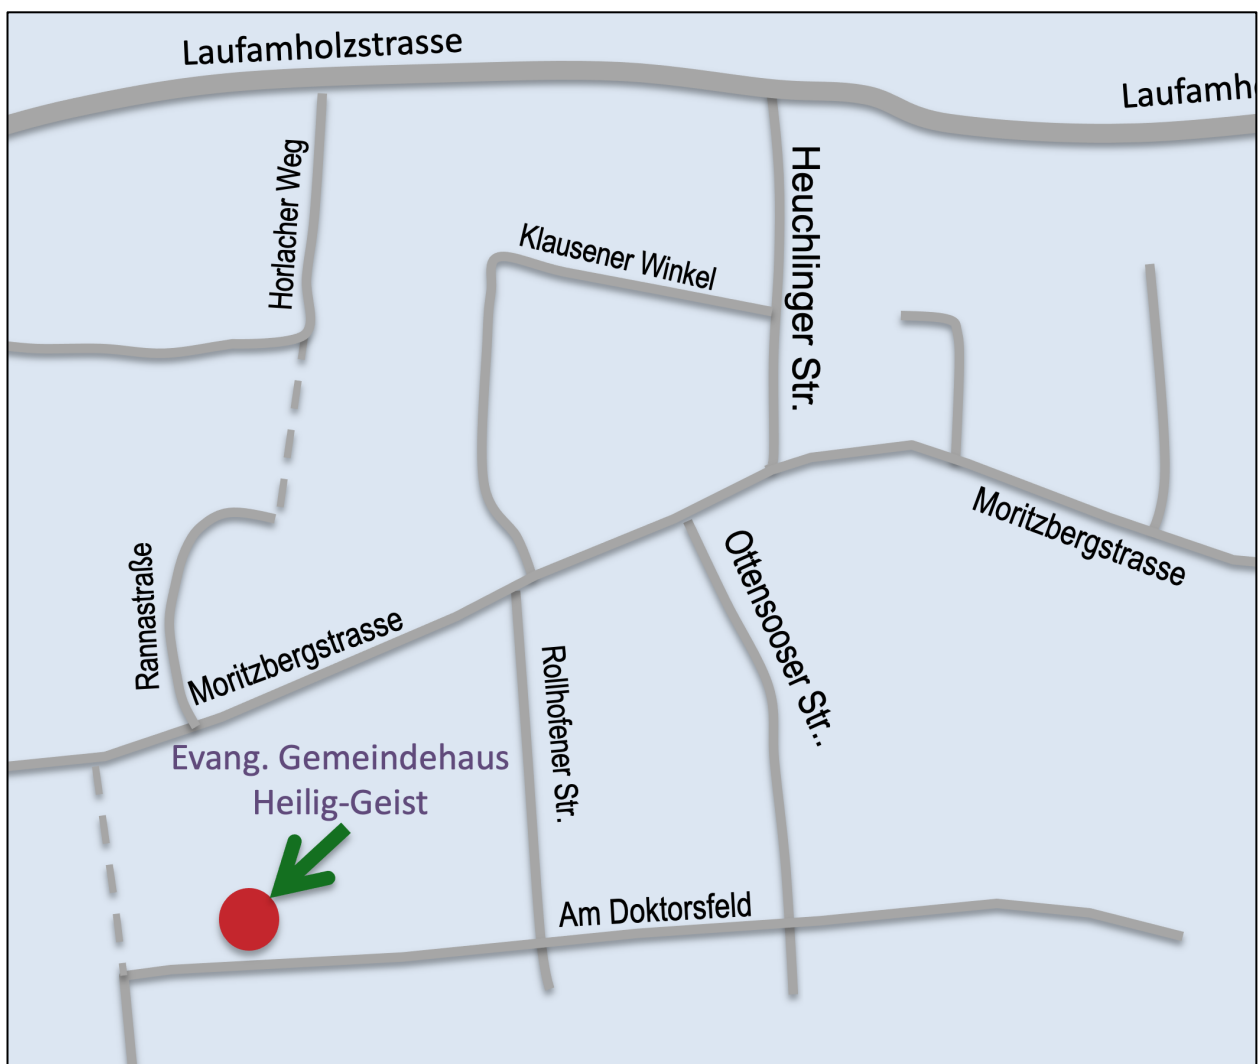 Laufamholzstrasse
Laufamh
Horlacher Weg
Heuchlinger Str.
Klausener Winkel
Moritzbergstrasse
Ottensooser Str..
Rannastraße
Moritzbergstrasse
Rollhofener Str.
Evang. Gemeindehaus
Heilig-Geist
Am Doktorsfeld